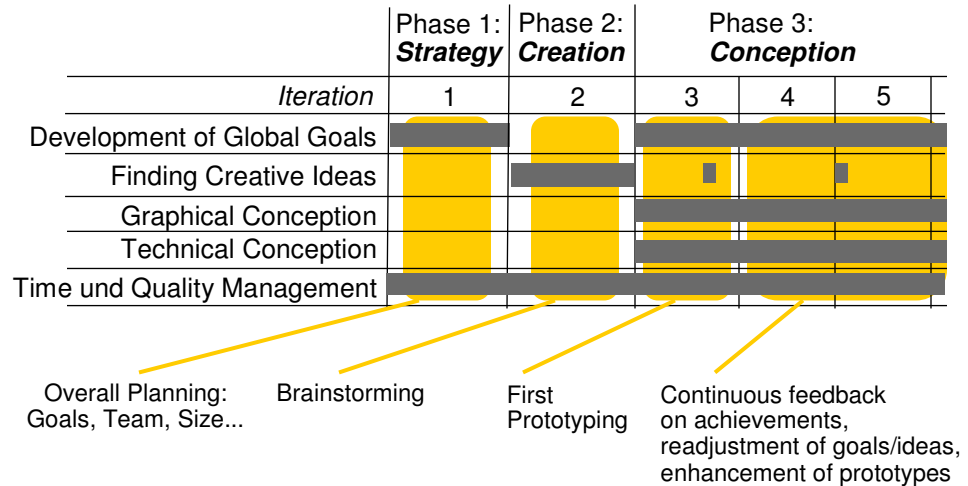 Phase 1: Phase 2: Phase 3:
Strategy Creation Conception
Iteration 1 2 3 4 5
Development of Global Goals
Finding Creative Ideas
Graphical Conception
Technical Conception
Time und Quality Management
Overall Planning:
Goals, Team, Size...
Brainstorming
First
Prototyping
Continuous feedback
on achievements,
readjustment of goals/ideas,
enhancement of prototypes